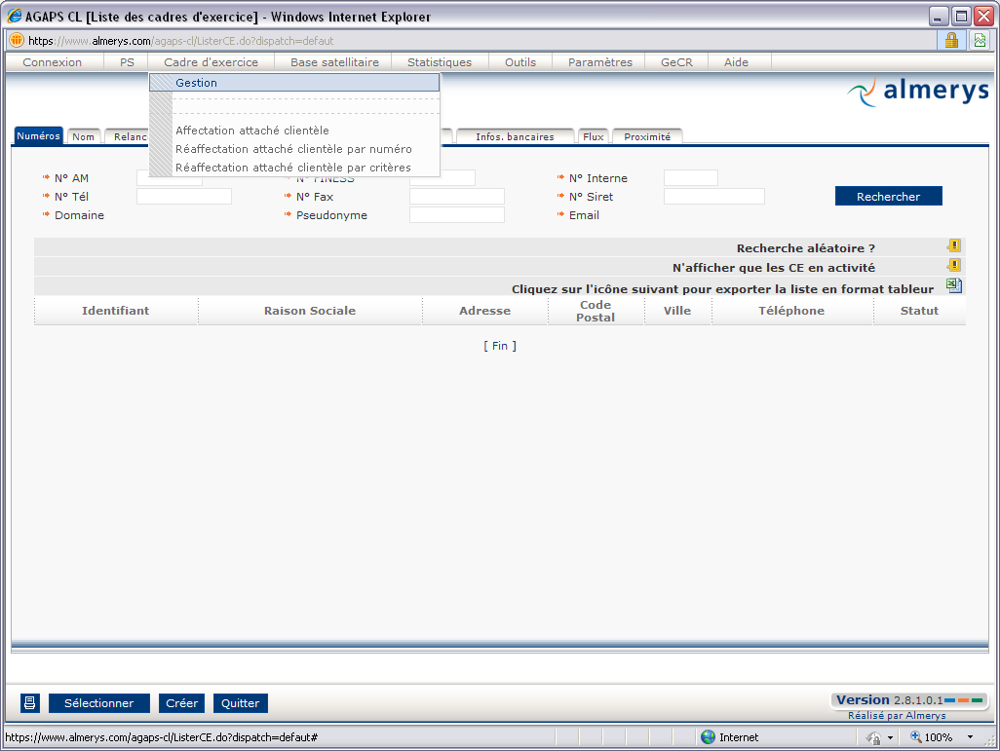 AGAPS CL [Liste des cadres d'exercice] - Windows Internet Explorer
https://www.almerys.com/agaps-cl/ListerCE.do?dispatch=defaut
Connexion PS Cadre d'exercice Base satellitaire Statistiques Outils Paramètres GeCR Aide
Gestion
almerys
Affectation attaché clientèle
Réaffectation attaché clientèle par numéro
Réaffectation attaché clientèle par critères
Numéros Nom Relanc Infos. bancaires Flux Proximité
N° AM N° FINESS N° Interne
N° Tél N° Fax N° Siret Rechercher
Domaine Pseudonyme Email
Recherche aléatoire ?
N'afficher que les CE en activité
Cliquez sur l'icône suivant pour exporter la liste en format tableur
Identifiant Raison Sociale Adresse Code Postal Ville Téléphone Statut
[ Fin ]
Sélectionner Créer Quitter
Version 2.8.1.0.1
Réalisé par Almerys
https://www.almerys.com/agaps-cl/ListerCE.do?dispatch=defaut# Internet 100%